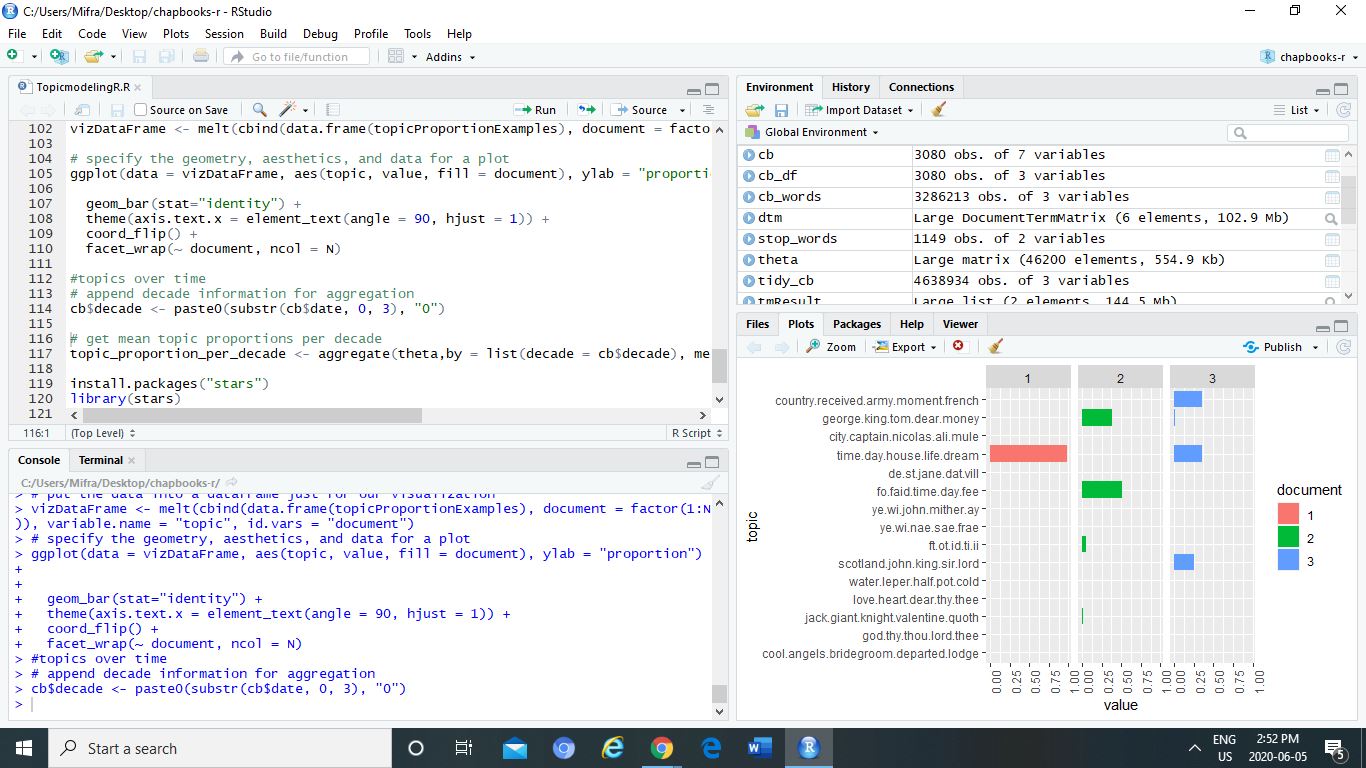 C:/Users/Mifra/Desktop/chapbooks-r - RStudio
File Edit Code View Plots Session Build Debug Profile Tools Help
Go to file/function Addins chapbooks-r
TopicmodelingR.R
Source on Save Run Source
102 vizDataFrame <- melt(cbind(data.frame(topicProportionExamples), document = facto
103
104 # specify the geometry, aesthetics, and data for a plot
105 ggplot(data = vizDataFrame, aes(topic, value, fill = document), ylab = "proporti
106
107 geom_bar(stat="identity") +
108 theme(axis.text.x = element_text(angle = 90, hjust = 1)) +
109 coord_flip() +
110 facet_wrap(~ document, ncol = N)
111
112 #topics over time
113 # append decade information for aggregation
114 cb$decade <- paste0(substr(cb$date, 0, 3), "0")
115
116 # get mean topic proportions per decade
117 topic_proportion_per_decade <- aggregate(theta,by = list(decade = cb$decade), me
118
119 install.packages("stars")
120 library(stars)
121
116:1 (Top Level) R Script
Console Terminal
C:/Users/Mifra/Desktop/chapbooks-r/
> # put the data into a dataframe just for our visualization
> vizDataFrame <- melt(cbind(data.frame(topicProportionExamples), document = factor(1:N
)), variable.name = "topic", id.vars = "document")
> # specify the geometry, aesthetics, and data for a plot
> ggplot(data = vizDataFrame, aes(topic, value, fill = document), ylab = "proportion")
+
+
+ geom_bar(stat="identity") +
+ theme(axis.text.x = element_text(angle = 90, hjust = 1)) +
+ coord_flip() +
+ facet_wrap(~ document, ncol = N)
> #topics over time
> # append decade information for aggregation
> cb$decade <- paste0(substr(cb$date, 0, 3), "0")
>
Environment History Connections
Import Dataset List
Global Environment
cb 3080 obs. of 7 variables
cb_df 3080 obs. of 3 variables
cb_words 3286213 obs. of 3 variables
dtm Large DocumentTermMatrix (6 elements, 102.9 Mb)
stop_words 1149 obs. of 2 variables
theta Large matrix (46200 elements, 554.9 Kb)
tidy_cb 4638934 obs. of 3 variables
tmResult Large list (2 elements, 144.5 Mb)
Files Plots Packages Help Viewer
Zoom Export Publish
1 2 3
country.received.army.moment.french
george.king.tom.dear.money
city.captain.nicolas.ali.mule
time.day.house.life.dream
de.st.jane.dat.vill
fo.faid.time.day.fee
ye.wi.john.mither.ay
ye.wi.nae.sae.frae
ft.ot.id.ti.ii
scotland.john.king.sir.lord
water.leper.half.pot.cold
love.heart.dear.thy.thee
jack.giant.knight.valentine.quoth
god.thy.thou.lord.thee
cool.angels.bridegroom.departed.lodge
topic
0.00 0.25 0.50 0.75 1.00 0.00 0.25 0.50 0.75 1.00 0.00 0.25 0.50 0.75 1.00
value
document
1
2
3
Start a search
ENG
US
2:52 PM
2020-06-05
5